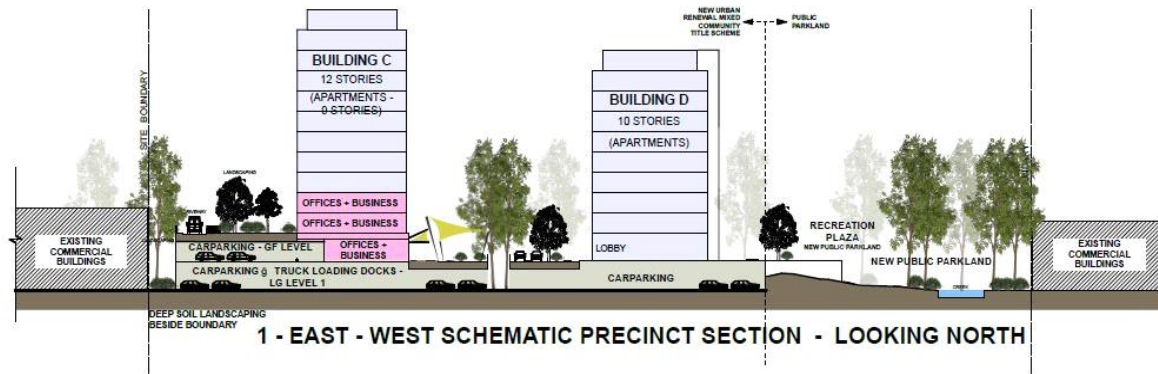 NEW URBAN
RENEWAL MIXED
COMMUNITY
TITLE SCHEME
PUBLIC
PARKLAND
SITE BOUNDARY
BUILDING C
12 STORIES
(APARTMENTS -
9 STORIES)
BUILDING D
10 STORIES
(APARTMENTS)
LANDSCAPING
DRIVEWAY
OFFICES + BUSINESS
OFFICES + BUSINESS
OFFICES +
BUSINESS
CARPARKING - GF LEVEL
CARPARKING & TRUCK LOADING DOCKS -
LG LEVEL 1
LOBBY
CARPARKING
RECREATION
PLAZA
NEW PUBLIC PARKLAND
NEW PUBLIC PARKLAND
CREEK
EXISTING
COMMERCIAL
BUILDINGS
EXISTING
COMMERCIAL
BUILDINGS
DEEP SOIL LANDSCAPING
BESIDE BOUNDARY
1 - EAST - WEST SCHEMATIC PRECINCT SECTION - LOOKING NORTH